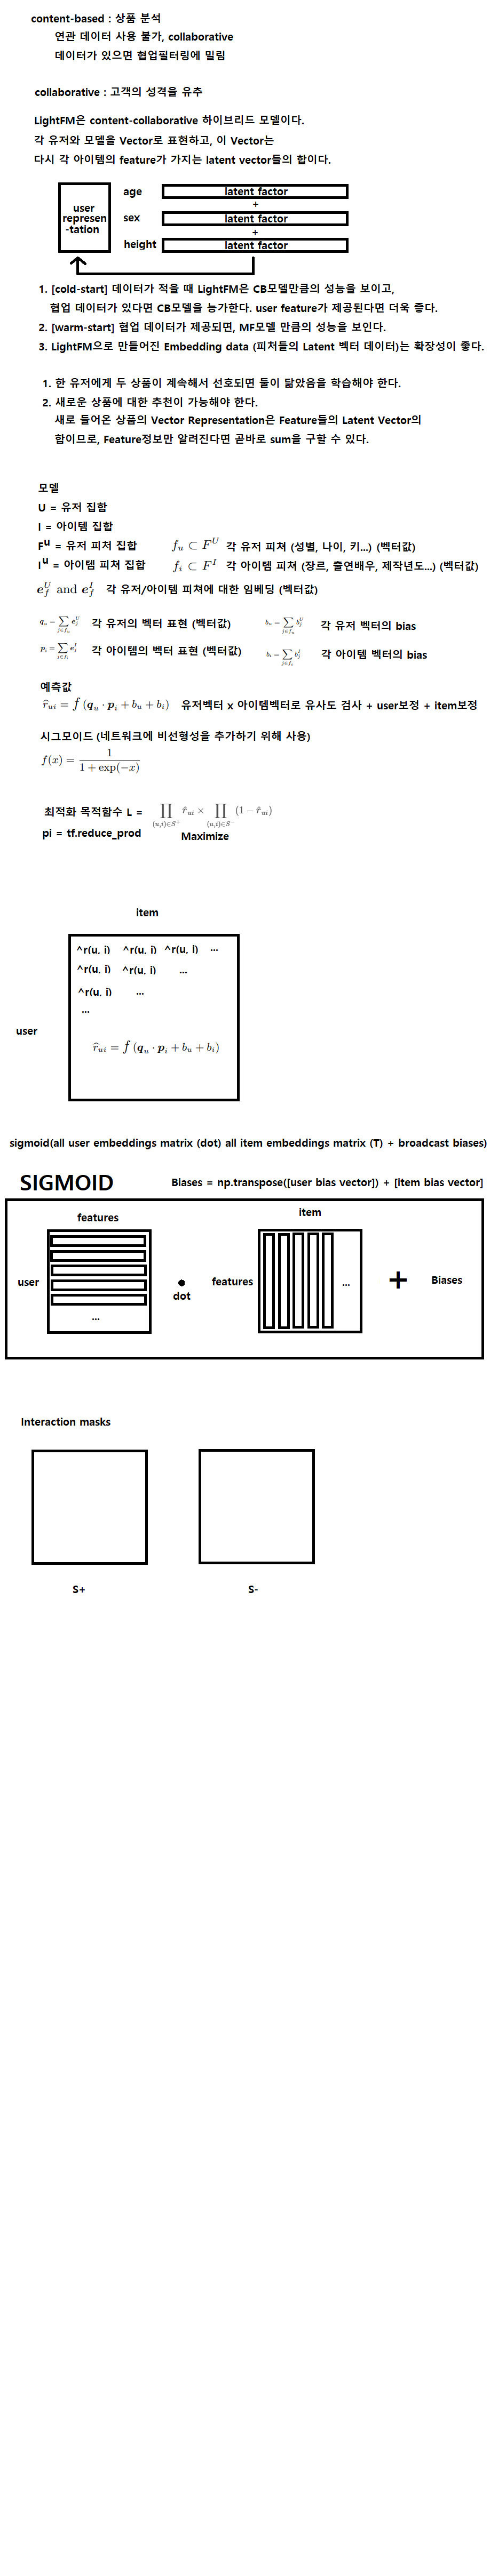 content-based : 상품 분석
연관 데이터 사용 불가, collaborative
데이터가 있으면 협업필터링에 밀림
collaborative : 고객의 성격을 유추
LightFM은 content-collaborative 하이브리드 모델이다.
각 유저와 모델을 Vector로 표현하고, 이 Vector는
다시 각 아이템의 feature가 가지는 latent vector들의 합이다.
user represen -tation
age latent factor
+
sex latent factor
+
height latent factor
1. [cold-start] 데이터가 적을 때 LightFM은 CB모델만큼의 성능을 보이고,
협업 데이터가 있다면 CB모델을 능가한다. user feature가 제공된다면 더욱 좋다.
2. [warm-start] 협업 데이터가 제공되면, MF모델 만큼의 성능을 보인다.
3. LightFM으로 만들어진 Embedding data (피처들의 Latent 벡터 데이터)는 확장성이 좋다.
1. 한 유저에게 두 상품이 계속해서 선호되면 둘이 닮았음을 학습해야 한다.
2. 새로운 상품에 대한 추천이 가능해야 한다.
새로 들어온 상품의 Vector Representation은 Feature들의 Latent Vector의
합이므로, Feature정보만 알려진다면 곧바로 sum을 구할 수 있다.
모델
U = 유저 집합
I = 아이템 집합
F^u = 유저 피처 집합 f_u ⊂ F^U 각 유저 피쳐 (성별, 나이, 키...) (벡터값)
I^u = 아이템 피쳐 집합 f_i ⊂ F^I 각 아이템 피쳐 (장르, 출연배우, 제작년도...) (벡터값)
e_f^U and e_f^I 각 유저/아이템 피쳐에 대한 임베딩 (벡터값)
q_u = ∑_{j∈f_u} e_j^U 각 유저의 벡터 표현 (벡터값) b_u = ∑_{j∈f_u} b_j^U 각 유저 벡터의 bias
p_i = ∑_{j∈f_i} e_j^I 각 아이템의 벡터 표현 (벡터값) b_i = ∑_{j∈f_i} b_j^I 각 아이템 벡터의 bias
예측값
r̂_ui = f (q_u · p_i + b_u + b_i) 유저벡터 x 아이템벡터로 유사도 검사 + user보정 + item보정
시그모이드 (네트워크에 비선형성을 추가하기 위해 사용)
f(x) = 1 / (1 + exp(−x))
최적화 목적함수 L = ∏_{(u,i)∈S⁺} r̂_ui × ∏_{(u,i)∈S⁻} (1 − r̂_ui)
pi = tf.reduce_prod Maximize
item
^r(u, i) ^r(u, i) ^r(u, i) ...
^r(u, i) ^r(u, i) ...
^r(u, i) ...
...
user
r̂_ui = f (q_u · p_i + b_u + b_i)
sigmoid(all user embeddings matrix (dot) all item embeddings matrix (T) + broadcast biases)
SIGMOID Biases = np.transpose([user bias vector]) + [item bias vector]
features item
user dot features ... + Biases
...
Interaction masks
S+ S-